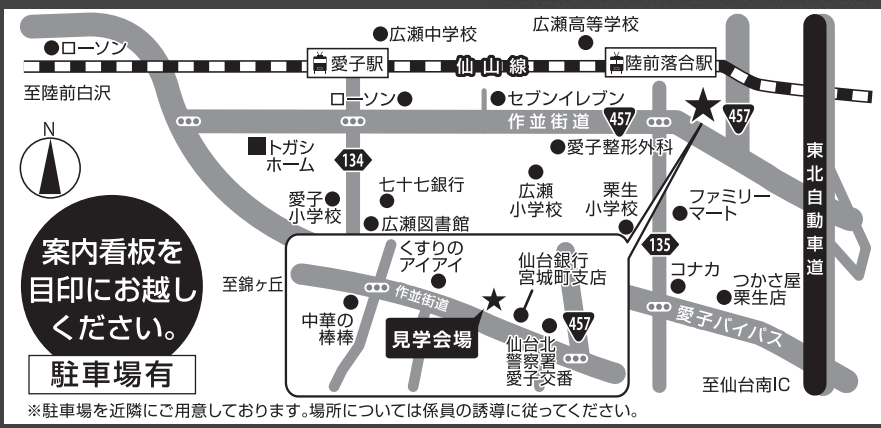 広瀬中学校
広瀬高等学校
ローソン
愛子駅
仙山線
陸前落合駅
至陸前白沢
ローソン
セブンイレブン
作並街道
457
457
N
トガシ
ホーム
134
愛子整形外科
東北自動車道
愛子
小学校
七十七銀行
広瀬
小学校
栗生
小学校
ファミリー
マート
広瀬図書館
135
案内看板を
目印にお越し
ください。
駐車場有
至錦ヶ丘
くすりの
アイアイ
仙台銀行
宮城町支店
作並街道
中華の
棒棒
見学会場
457
仙台北
警察署
愛子交番
コナカ
つかさ屋
栗生店
愛子バイパス
至仙台南IC
※駐車場を近隣にご用意しております。場所については係員の誘導に従ってください。